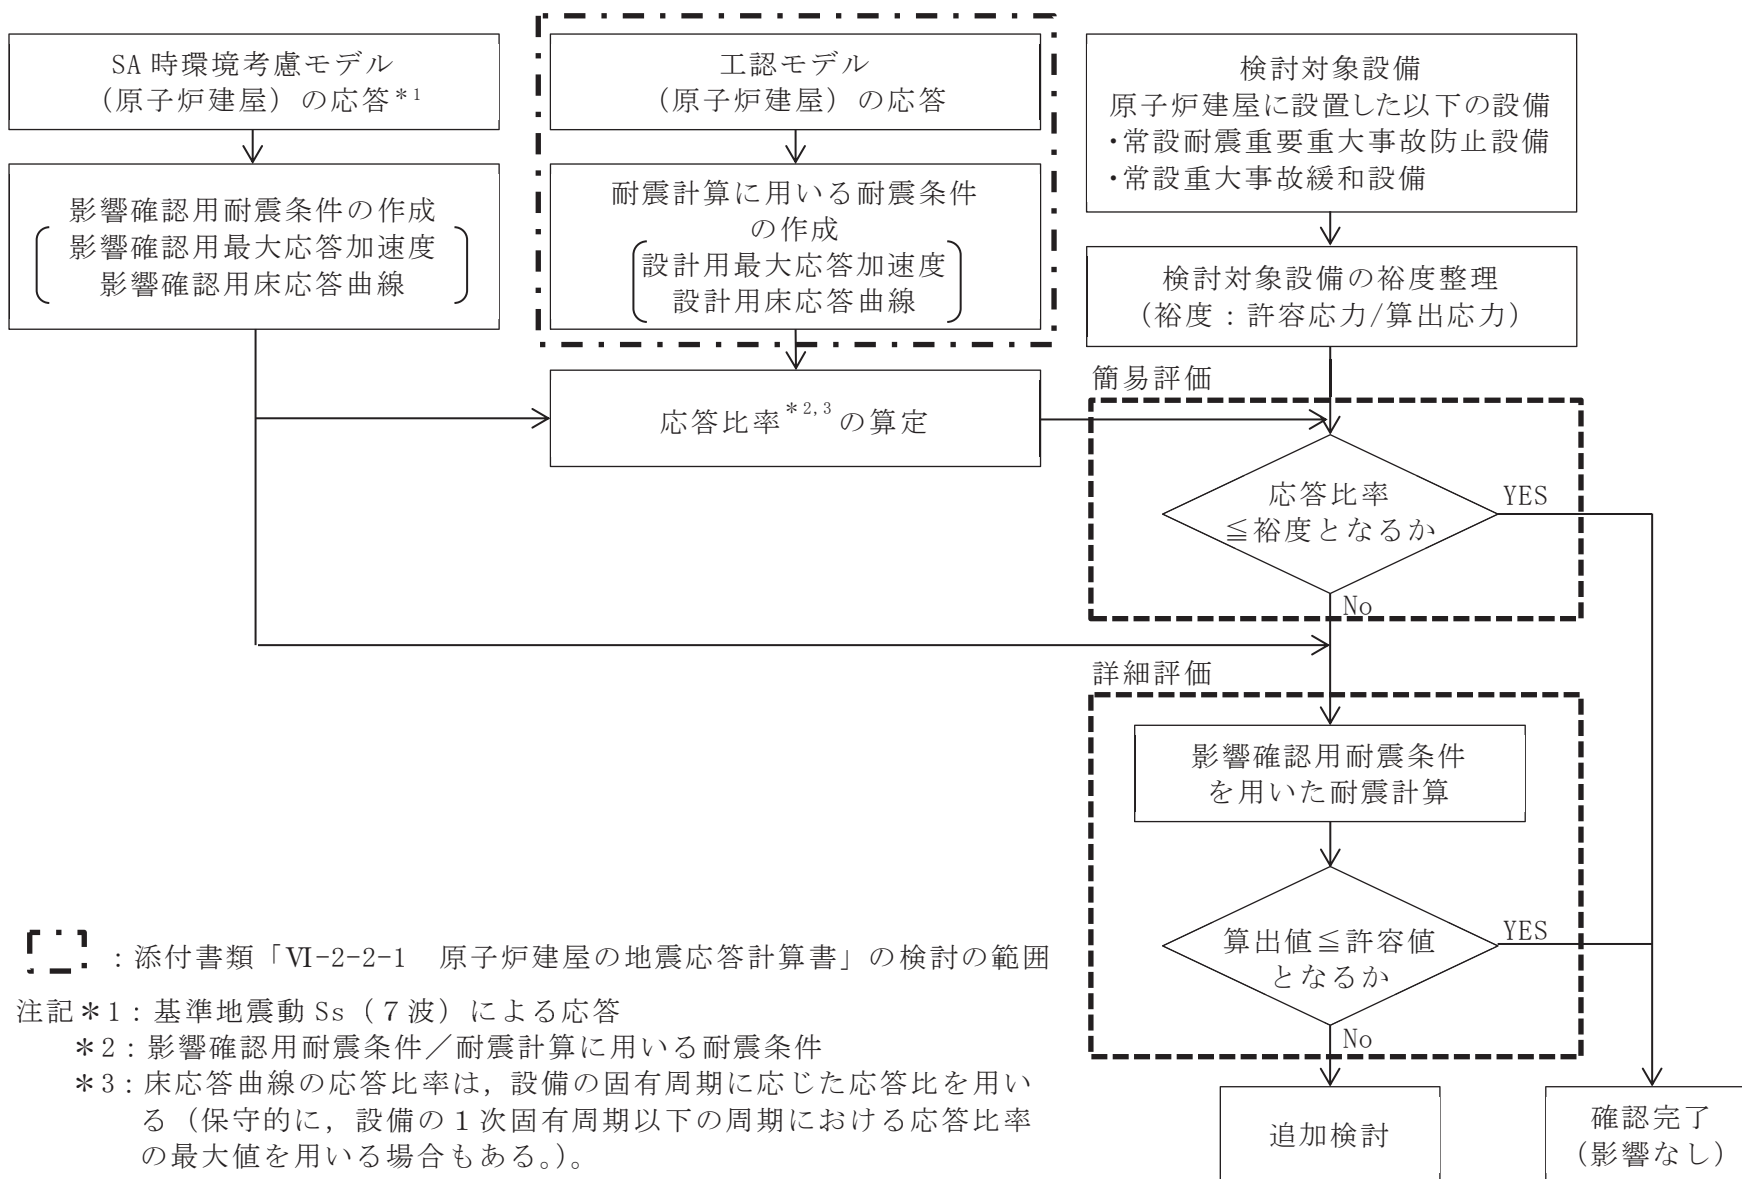 SA 時環境考慮モデル
（原子炉建屋）の応答＊1
影響確認用耐震条件の作成
影響確認用最大応答加速度
影響確認用床応答曲線
工認モデル
（原子炉建屋）の応答
耐震計算に用いる耐震条件
の作成
設計用最大応答加速度
設計用床応答曲線
応答比率＊2,3の算定
検討対象設備
原子炉建屋に設置した以下の設備
・常設耐震重要重大事故防止設備
・常設重大事故緩和設備
検討対象設備の裕度整理
（裕度：許容応力/算出応力）
簡易評価
応答比率
≦裕度となるか
YES
No
詳細評価
影響確認用耐震条件
を用いた耐震計算
算出値≦許容値
となるか
YES
No
追加検討
確認完了
（影響なし）
：添付書類「Ⅵ-2-2-1　原子炉建屋の地震応答計算書」の検討の範囲
注記＊1：基準地震動 Ss（７波）による応答
＊2：影響確認用耐震条件／耐震計算に用いる耐震条件
＊3：床応答曲線の応答比率は，設備の固有周期に応じた応答比を用い
る（保守的に，設備の１次固有周期以下の周期における応答比率
の最大値を用いる場合もある。）。